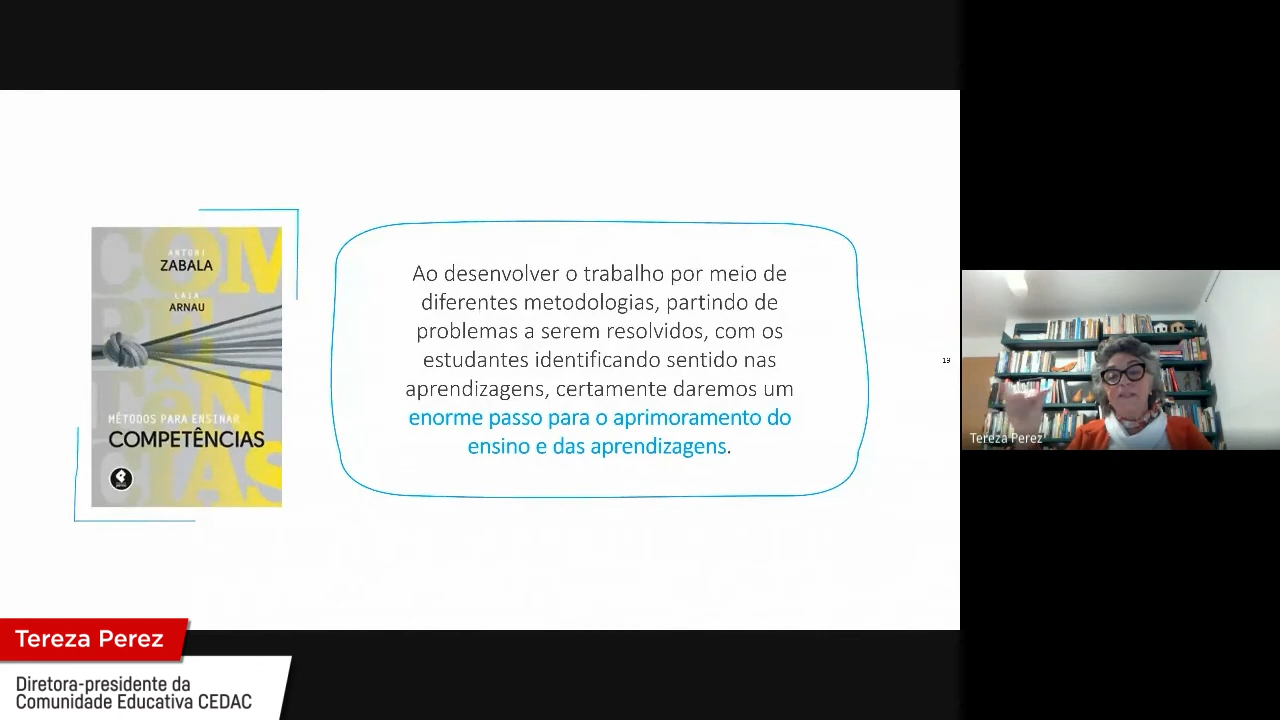 ANTONI
ZABALA
LAIA
ARNAU
MÉTODOS PARA ENSINAR
COMPETÊNCIAS
Ao desenvolver o trabalho por meio de
diferentes metodologias, partindo de
problemas a serem resolvidos, com os
estudantes identificando sentido nas
aprendizagens, certamente daremos um
enorme passo para o aprimoramento do
ensino e das aprendizagens.
13
Tereza Perez
Tereza Perez
Diretora-presidente da
Comunidade Educativa CEDAC